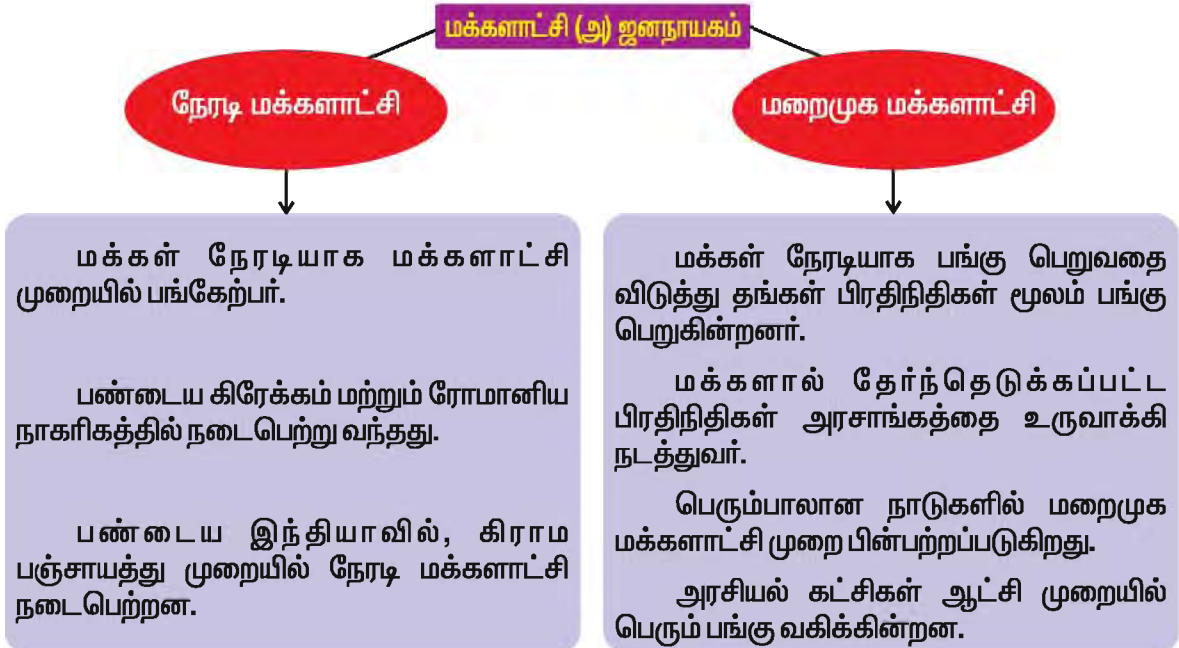 மக்களாட்சி (அ) ஜனநாயகம்
நேரடி மக்களாட்சி
மறைமுக மக்களாட்சி
மக்கள் நேரடியாக மக்களாட்சி
முறையில் பங்கேற்பர்.
பண்டைய கிரேக்கம் மற்றும் ரோமானிய
நாகரிகத்தில் நடைபெற்று வந்தது.
பண்டைய இந்தியாவில், கிராம
பஞ்சாயத்து முறையில் நேரடி மக்களாட்சி
நடைபெற்றன.
மக்கள் நேரடியாக பங்கு பெறுவதை
விடுத்து தங்கள் பிரதிநிதிகள் மூலம் பங்கு
பெறுகின்றனர்.
மக்களால் தேர்ந்தெடுக்கப்பட்ட
பிரதிநிதிகள் அரசாங்கத்தை உருவாக்கி
நடத்துவர்.
பெரும்பாலான நாடுகளில் மறைமுக
மக்களாட்சி முறை பின்பற்றப்படுகிறது.
அரசியல் கட்சிகள் ஆட்சி முறையில்
பெரும் பங்கு வகிக்கின்றன.